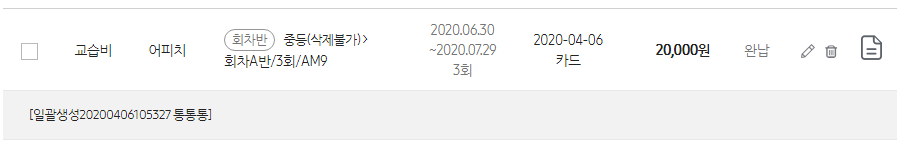 교습비
어피치
회차반 중등(삭제불가)>
회차A반/3회/AM9
2020.06.30
~2020.07.29
3회
2020-04-06
카드
20,000원
완납
[일괄생성20200406105327 통통통]